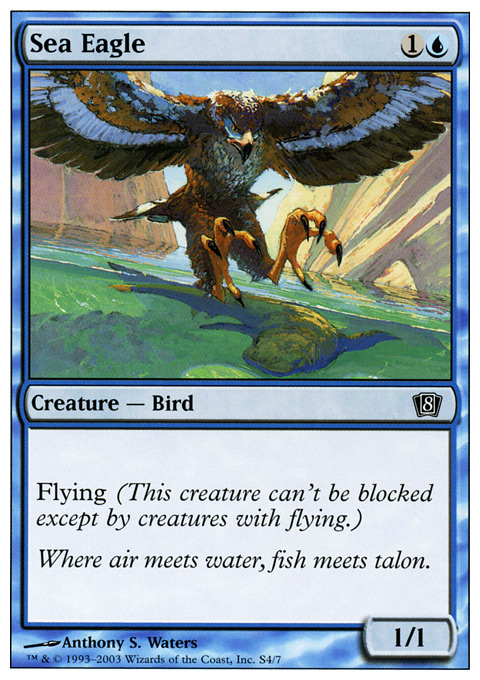 Sea Eagle 1
Creature — Bird 8
Flying (This creature can't be blocked
except by creatures with flying.)
Where air meets water, fish meets talon.
1/1
Anthony S. Waters
™ & © 1993–2003 Wizards of the Coast, Inc. S4/7